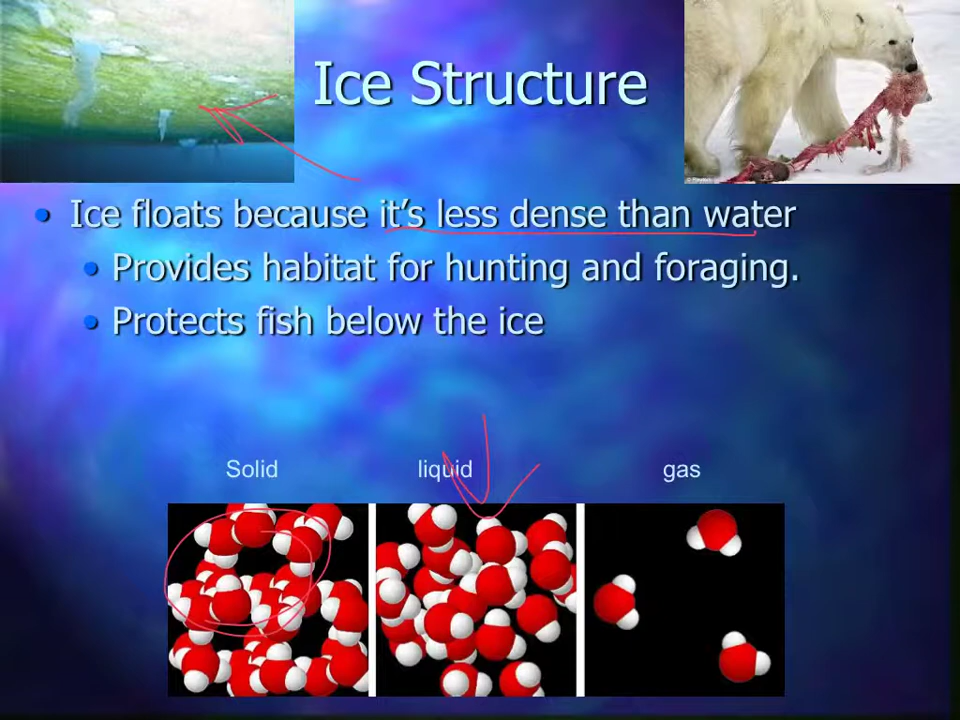 Ice Structure
• Ice floats because it's less dense than water
• Provides habitat for hunting and foraging.
• Protects fish below the ice
Solid liquid gas